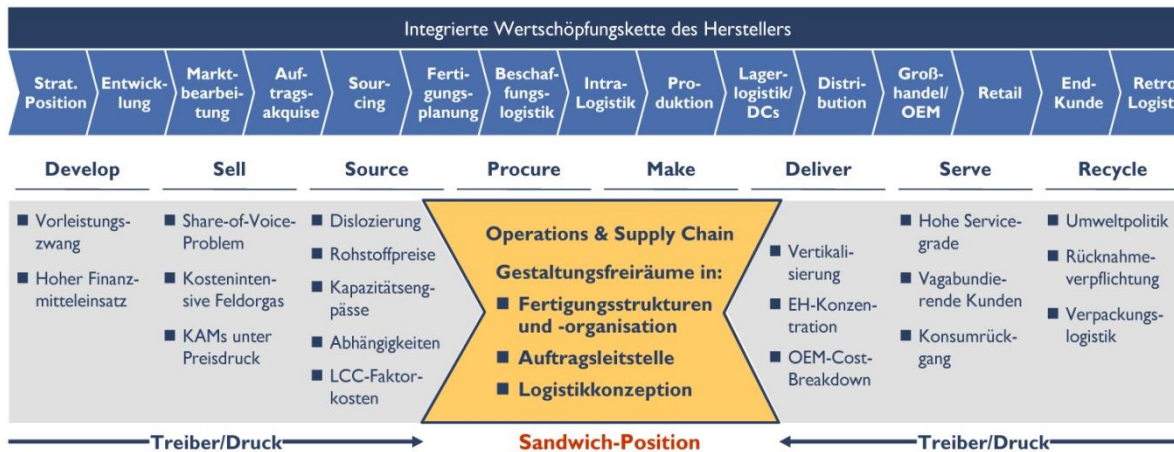 Integrierte Wertschöpfungskette des Herstellers
Strat.
Position
Entwick-
lung
Markt-
bearbei-
tung
Auf-
trags-
akquise
Sour-
cing
Ferti-
gungs-
planung
Beschaf-
fungs-
logistik
Intra-
Logistik
Pro-
duktion
Lager-
logistik/
DCs
Distri-
bution
Groß-
handel/
OEM
Retail
End-
Kunde
Retro
Logist
Develop
Sell
Source
Procure
Make
Deliver
Serve
Recycle
■ Vorleistungs-
zwang
■ Hoher Finanz-
mitteleinsatz
■ Share-of-Voice-
Problem
■ Kosteninten-
sive Feldorgas
■ KAMs unter
Preisdruck
■ Dislozierung
■ Rohstoffpreise
■ Kapazitätseng-
pässe
■ Abhängigkeiten
■ LCC-Faktor-
kosten
Operations & Supply Chain
Gestaltungsfreiräume in:
■ Fertigungsstrukturen
und -organisation
■ Auftragsleitstelle
■ Logistikkonzeption
■ Vertikali-
sierung
■ EH-Konzen-
tration
■ OEM-Cost-
Breakdown
■ Hohe Service-
grade
■ Vagabundie-
rende Kunden
■ Konsumrück-
gang
■ Umweltpolitik
■ Rücknahme-
verpflichtung
■ Verpackungs-
logistik
Treiber/Druck
Sandwich-Position
Treiber/Druck